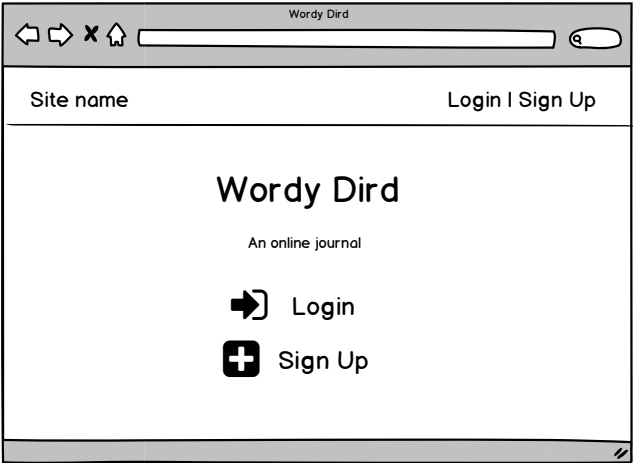 Wordy Dird
Site name
Login | Sign Up
Wordy Dird
An online journal
Login
Sign Up